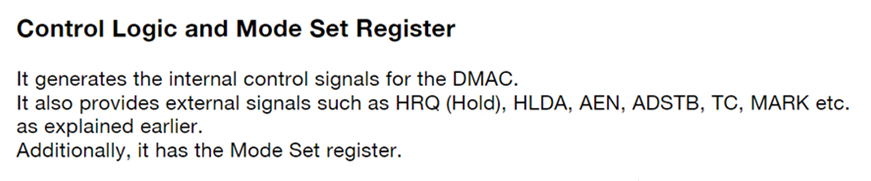 Control Logic and Mode Set Register
It generates the internal control signals for the DMAC.
It also provides external signals such as HRQ (Hold), HLDA, AEN, ADSTB, TC, MARK etc.
as explained earlier.
Additionally, it has the Mode Set register.